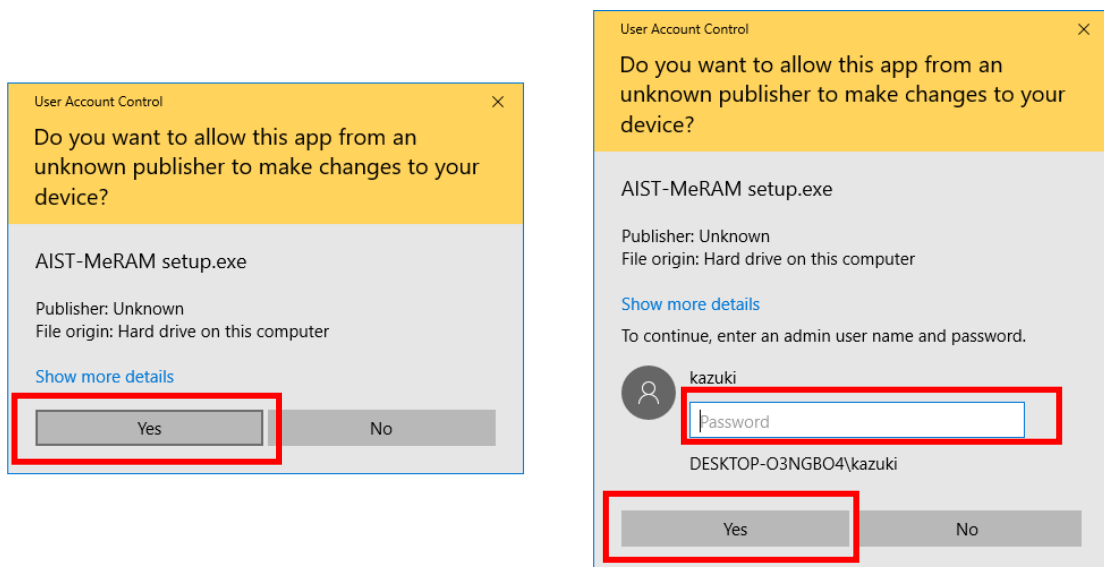 User Account Control
Do you want to allow this app from an
unknown publisher to make changes to your
device?
AIST-MeRAM setup.exe
Publisher: Unknown
File origin: Hard drive on this computer
Show more details
Yes
No
User Account Control
Do you want to allow this app from an
unknown publisher to make changes to your
device?
AIST-MeRAM setup.exe
Publisher: Unknown
File origin: Hard drive on this computer
Show more details
To continue, enter an admin user name and password.
kazuki
Password
DESKTOP-O3NGBO4\kazuki
Yes
No